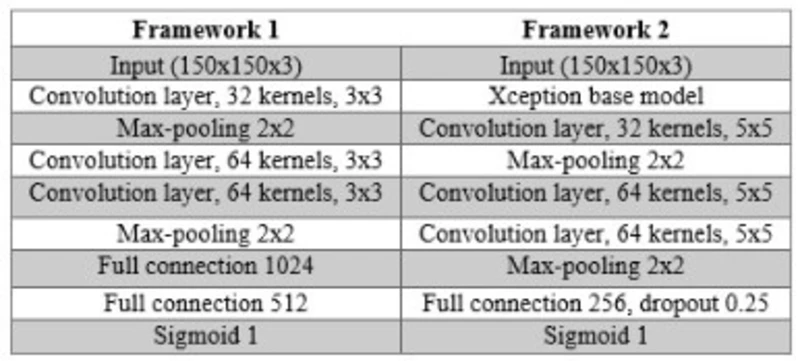 Framework 1 Framework 2
Input (150x150x3) Input (150x150x3)
Convolution layer, 32 kernels, 3x3 Xception base model
Max-pooling 2x2 Convolution layer, 32 kernels, 5x5
Convolution layer, 64 kernels, 3x3 Max-pooling 2x2
Convolution layer, 64 kernels, 3x3 Convolution layer, 64 kernels, 5x5
Max-pooling 2x2 Convolution layer, 64 kernels, 5x5
Full connection 1024 Max-pooling 2x2
Full connection 512 Full connection 256, dropout 0.25
Sigmoid 1 Sigmoid 1